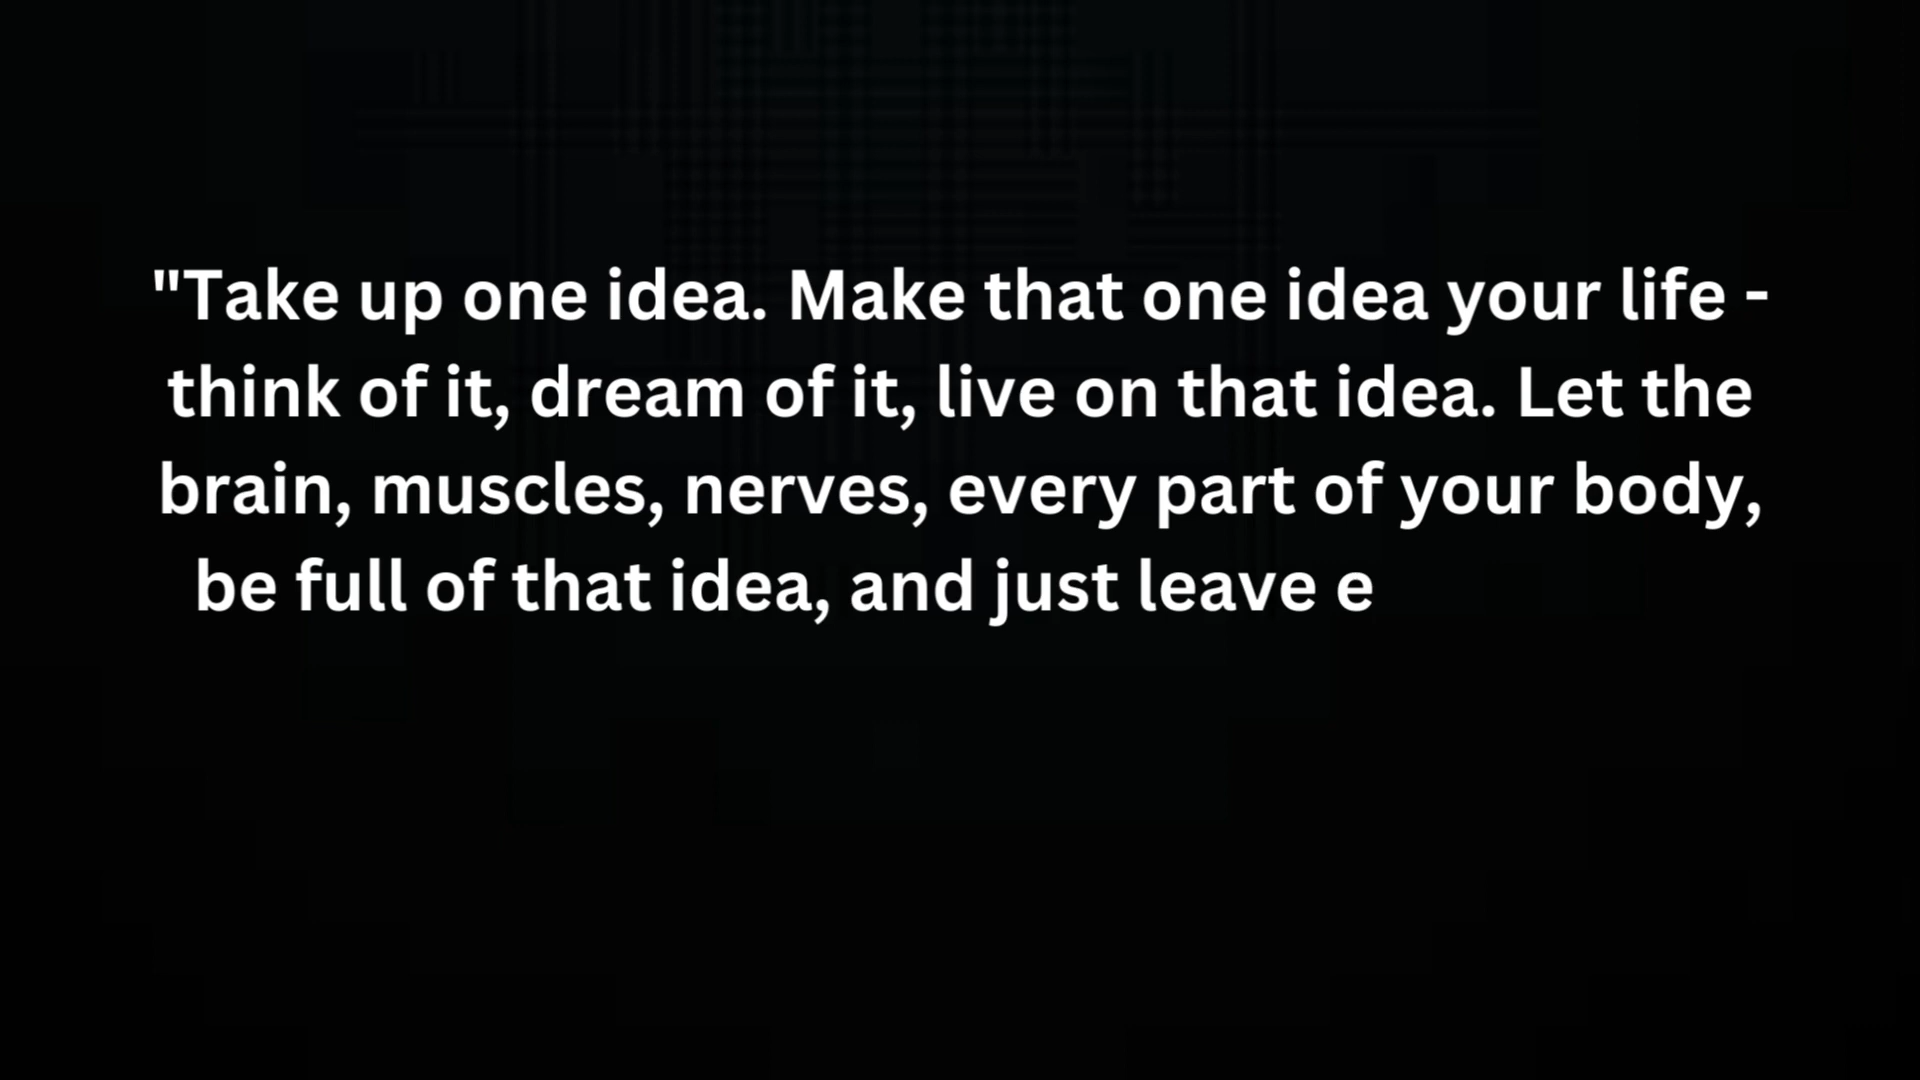 "Take up one idea. Make that one idea your life -
think of it, dream of it, live on that idea. Let the
brain, muscles, nerves, every part of your body,
be full of that idea, and just leave e